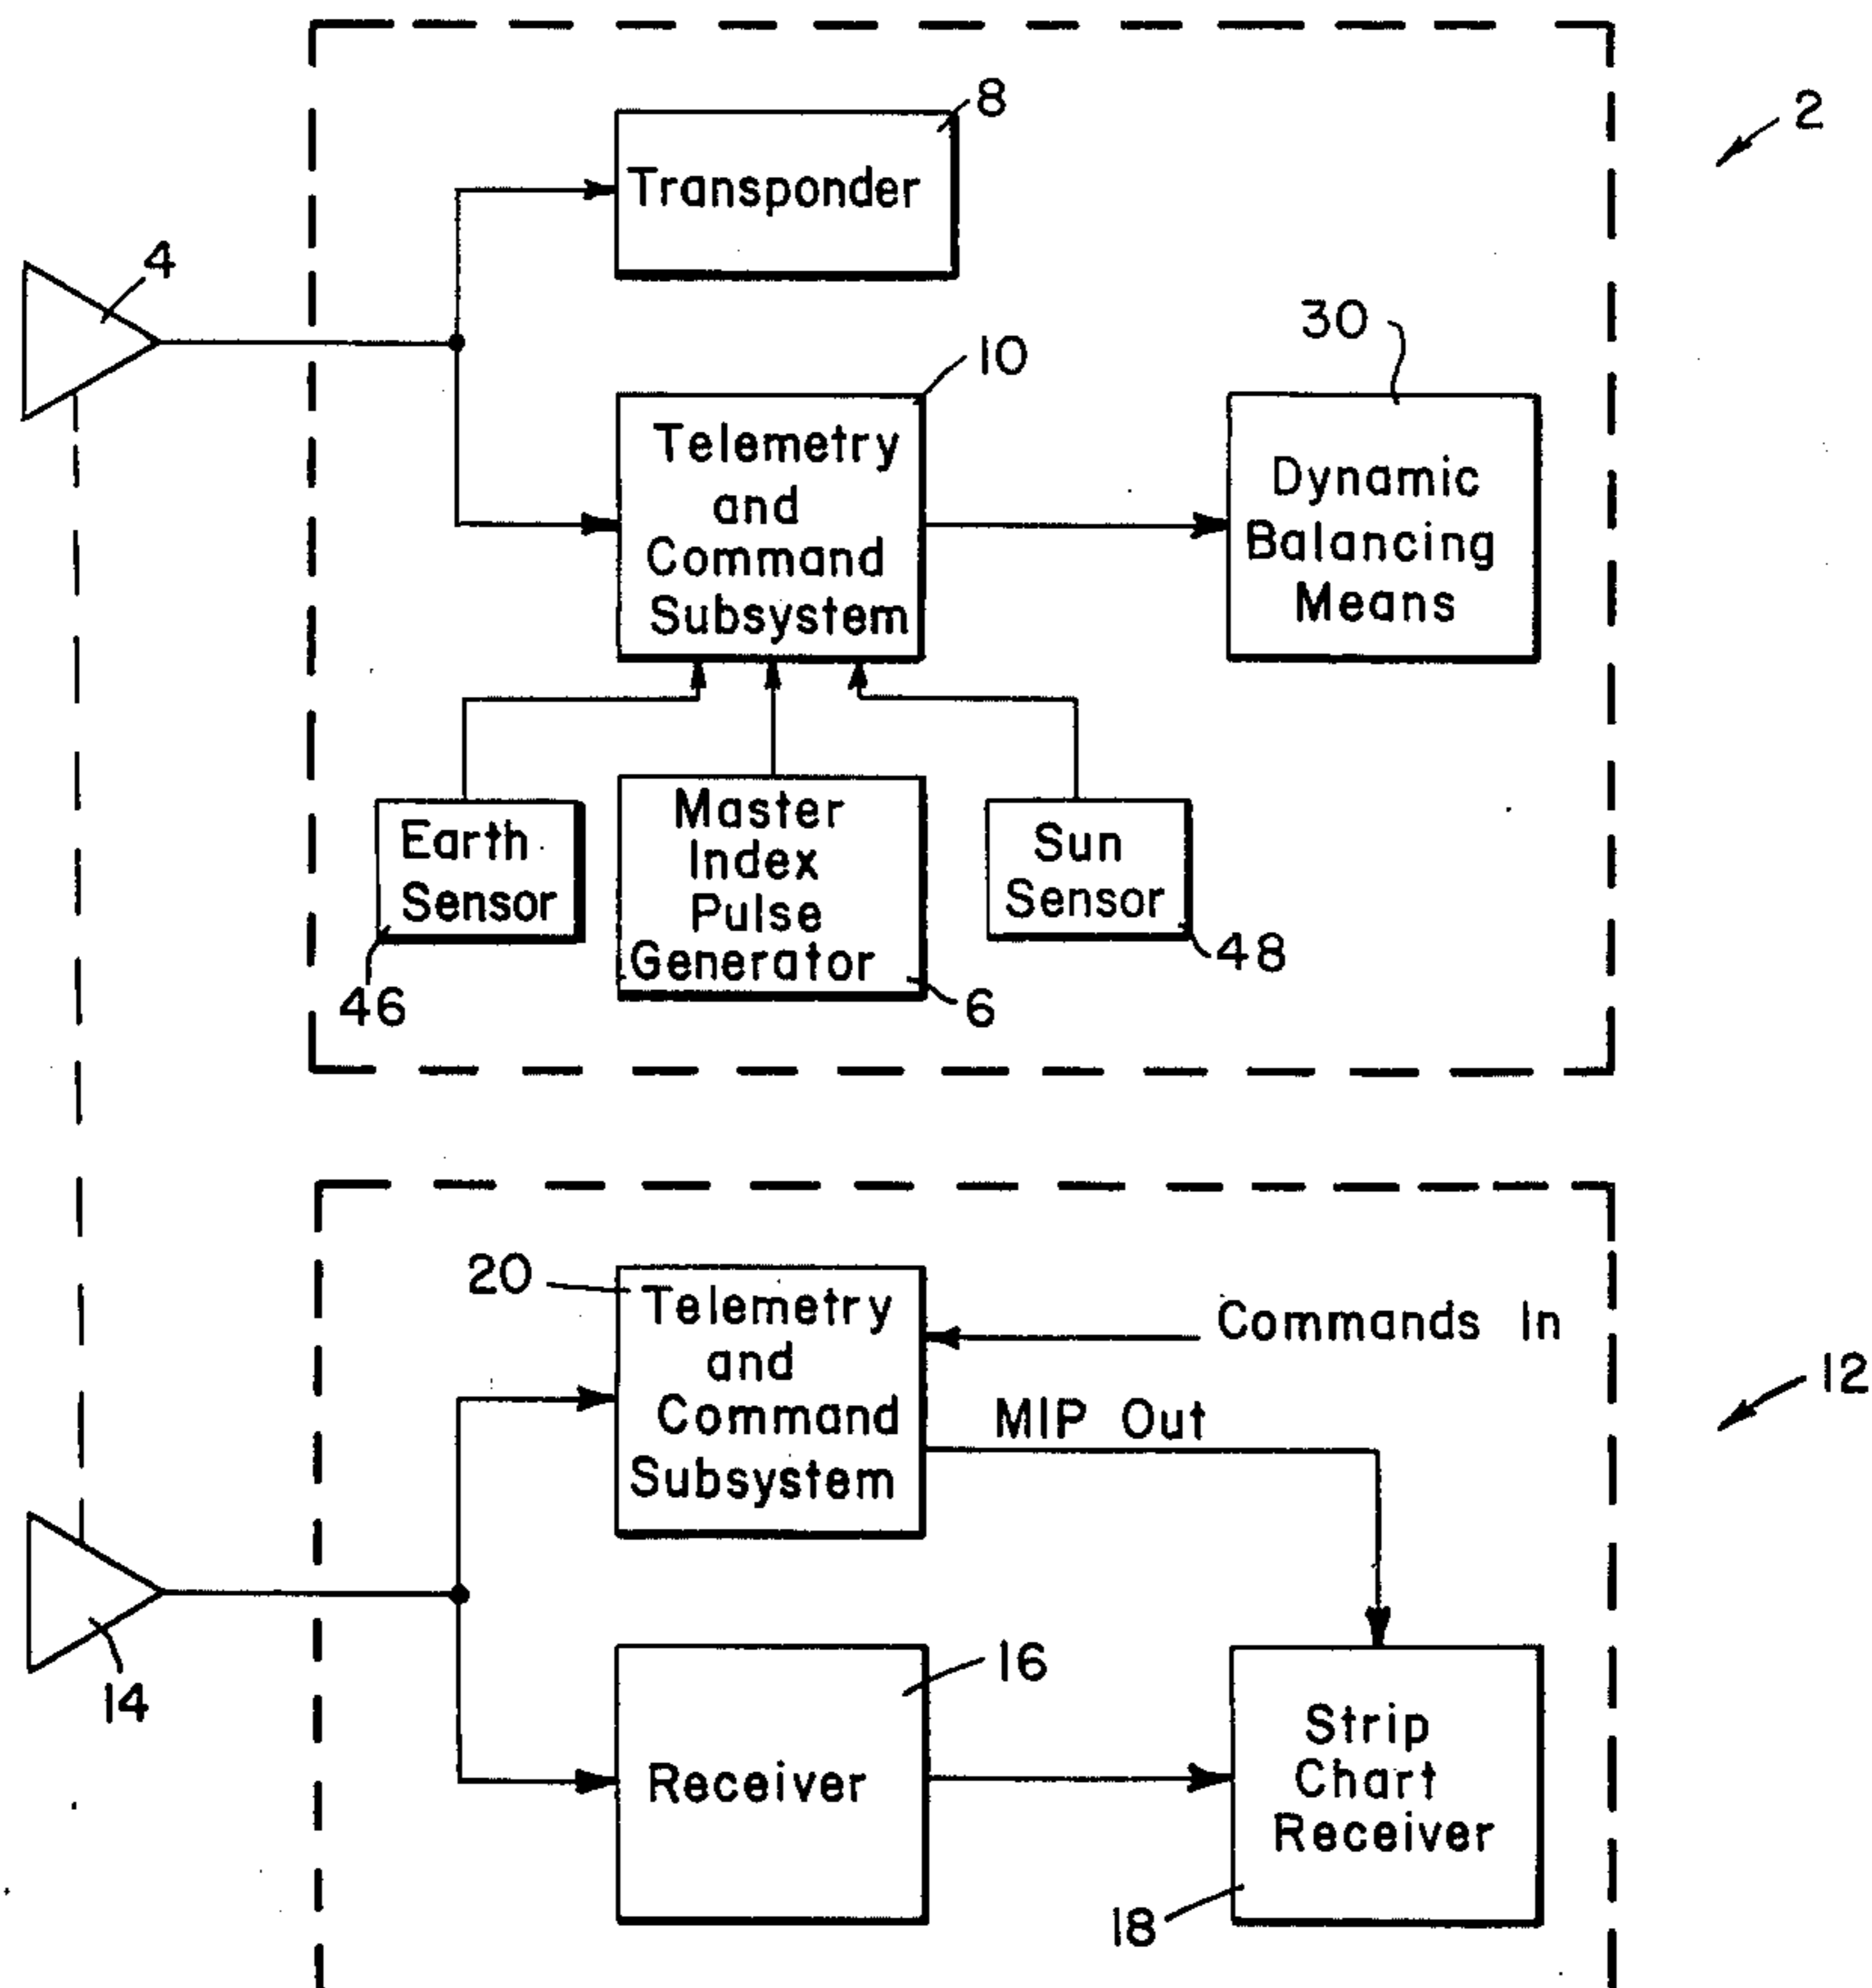 8
2
Transponder
4
30
10
Telemetry
and
Command
Subsystem
Dynamic
Balancing
Means
Earth
Sensor
Master
Index
Pulse
Generator
Sun
Sensor
48
46
6
20
Telemetry
and
Command
Subsystem
Commands In
12
MIP Out
14
16
Receiver
Strip
Chart
Receiver
18